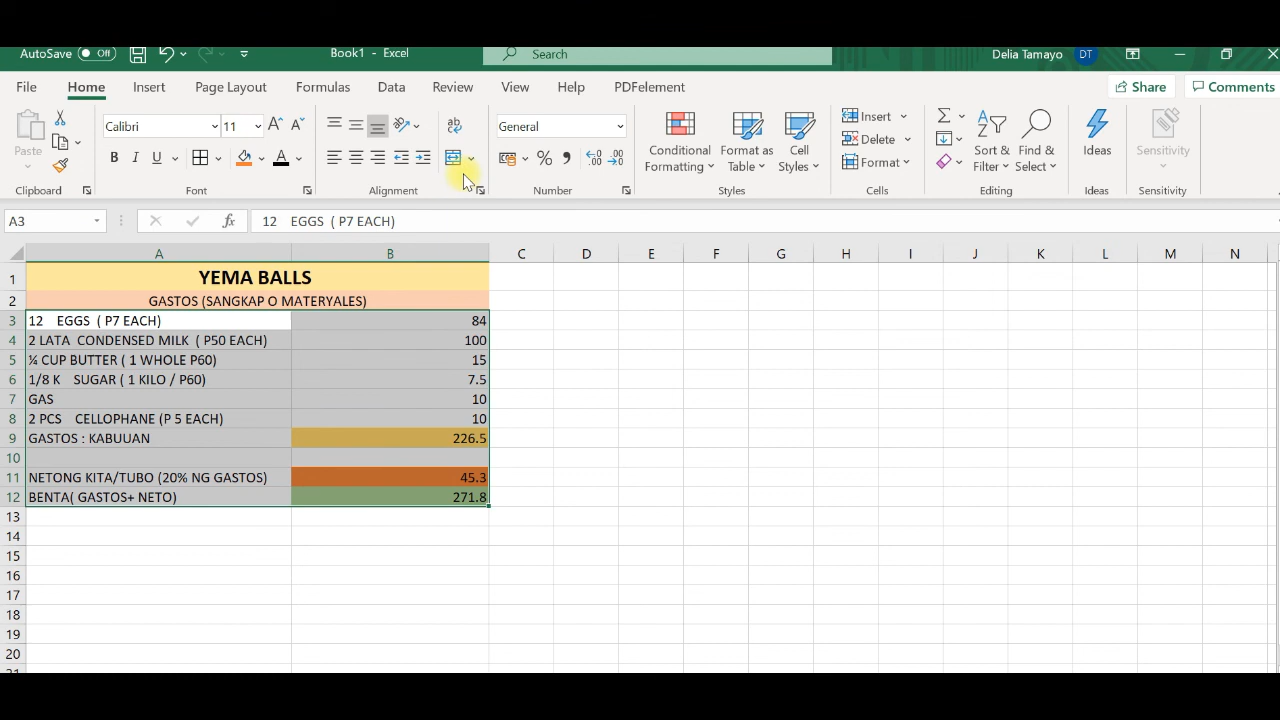 AutoSave Off Book1 - Excel Search Delia Tamayo DT
File Home Insert Page Layout Formulas Data Review View Help PDFelement Share Comments
Paste Calibri 11 General Conditional Formatting Format as Table Cell Styles Insert Delete Format Sort & Filter Find & Select Ideas Sensitivity
Clipboard Font Alignment Number Styles Cells Editing Ideas Sensitivity
A3 fx 12 EGGS ( P7 EACH)
A B C D E F G H I J K L M N
1 YEMA BALLS
2 GASTOS (SANGKAP O MATERYALES)
3 12 EGGS ( P7 EACH) 84
4 2 LATA CONDENSED MILK ( P50 EACH) 100
5 ¼ CUP BUTTER ( 1 WHOLE P60) 15
6 1/8 K SUGAR ( 1 KILO / P60) 7.5
7 GAS 10
8 2 PCS CELLOPHANE (P 5 EACH) 10
9 GASTOS : KABUUAN 226.5
10
11 NETONG KITA/TUBO (20% NG GASTOS) 45.3
12 BENTA( GASTOS+ NETO) 271.8
13
14
15
16
17
18
19
20